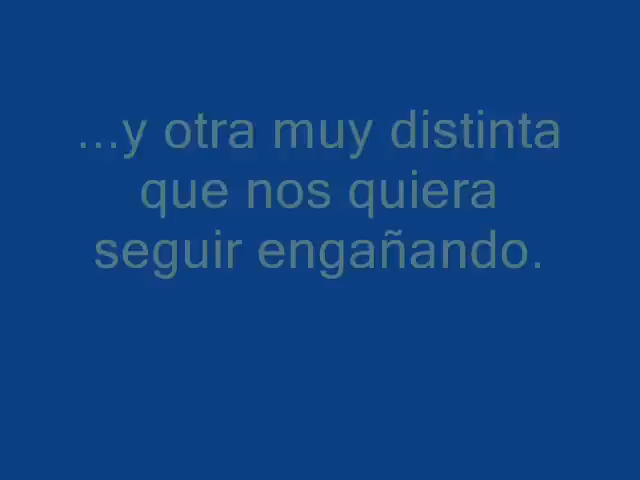 ...y otra muy distinta
que nos quiera
seguir engañando.